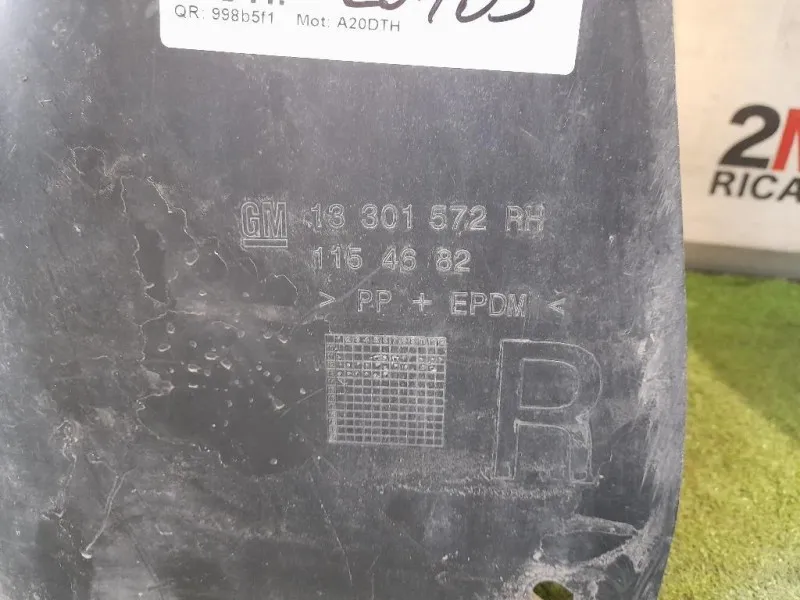 QR: 998b5f1 Mot: A20DTH
2M
RICA
GM 13 301 572 RH
115 46 82
> PP + EPDM <
R